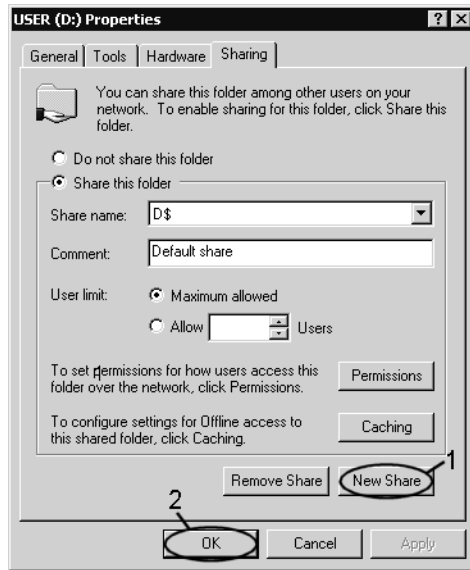 USER (D:) Properties
General Tools Hardware Sharing
You can share this folder among other users on your
network. To enable sharing for this folder, click Share this
folder.
Do not share this folder
Share this folder
Share name: D$
Comment: Default share
User limit: Maximum allowed
Allow Users
To set permissions for how users access this
folder over the network, click Permissions.
Permissions
To configure settings for Offline access to
this shared folder, click Caching.
Caching
1
Remove Share New Share
2
OK Cancel Apply